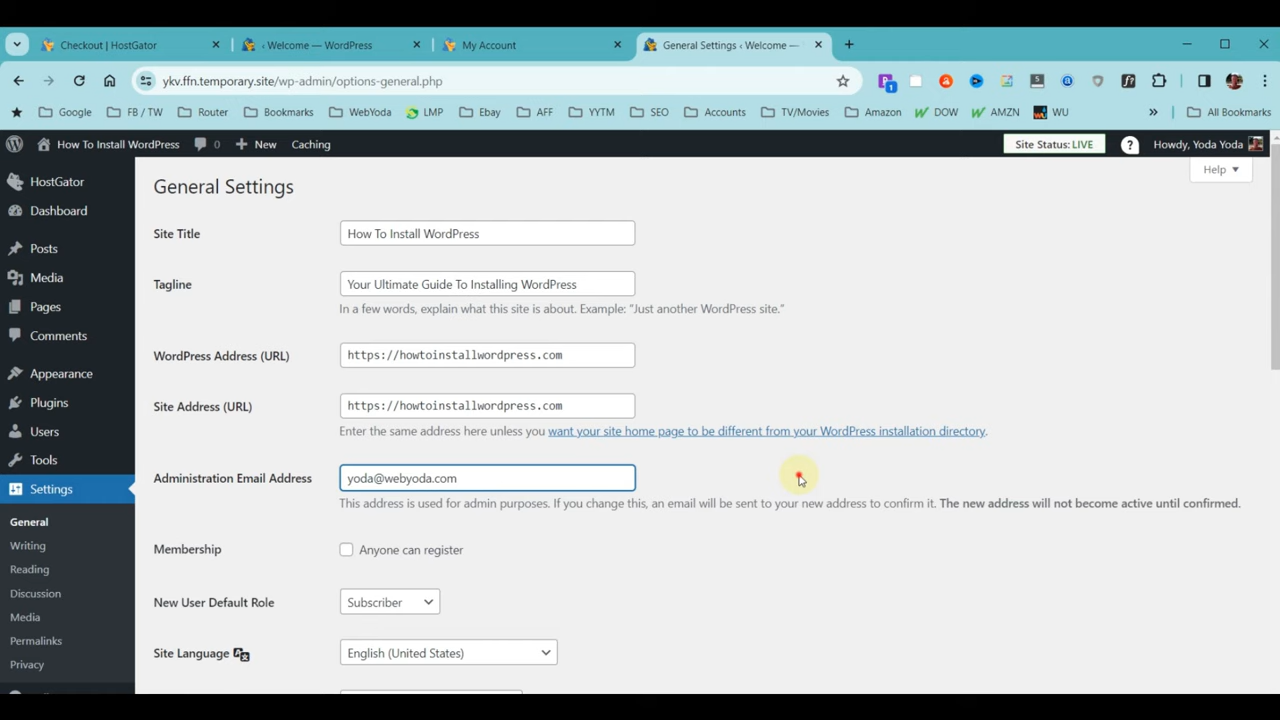 Checkout | HostGator
‹ Welcome — WordPress
My Account
General Settings ‹ Welcome —
ykv.ffn.temporary.site/wp-admin/options-general.php
1
Google
FB / TW
Router
Bookmarks
WebYoda
LMP
Ebay
AFF
YYTM
SEO
Accounts
TV/Movies
Amazon
DOW
AMZN
WU
All Bookmarks
How To Install WordPress
0
New
Caching
Site Status: LIVE
Howdy, Yoda Yoda
HostGator
Dashboard
Posts
Media
Pages
Comments
Appearance
Plugins
Users
Tools
Settings
General
Writing
Reading
Discussion
Media
Permalinks
Privacy
Help
General Settings
Site Title
How To Install WordPress
Tagline
Your Ultimate Guide To Installing WordPress
In a few words, explain what this site is about. Example: “Just another WordPress site.”
WordPress Address (URL)
https://howtoinstallwordpress.com
Site Address (URL)
https://howtoinstallwordpress.com
Enter the same address here unless you want your site home page to be different from your WordPress installation directory.
Administration Email Address
yoda@webyoda.com
This address is used for admin purposes. If you change this, an email will be sent to your new address to confirm it. The new address will not become active until confirmed.
Membership
Anyone can register
New User Default Role
Subscriber
Site Language
English (United States)